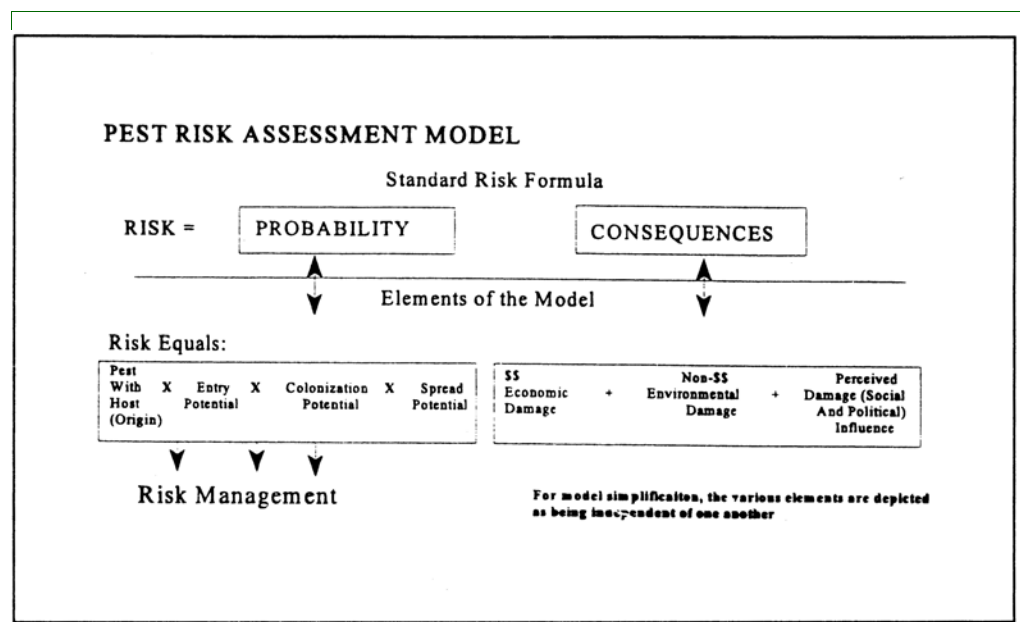 PEST RISK ASSESSMENT MODEL
Standard Risk Formula
RISK = PROBABILITY CONSEQUENCES
Elements of the Model
Risk Equals:
Pest
With X Entry X Colonization X Spread
Host Potential Potential Potential
(Origin)
$$ Non-$$ Perceived
Economic + Environmental + Damage (Social
Damage Damage And Political)
Influence
Risk Management
For model simplificaiton, the various elements are depicted
as being independent of one another